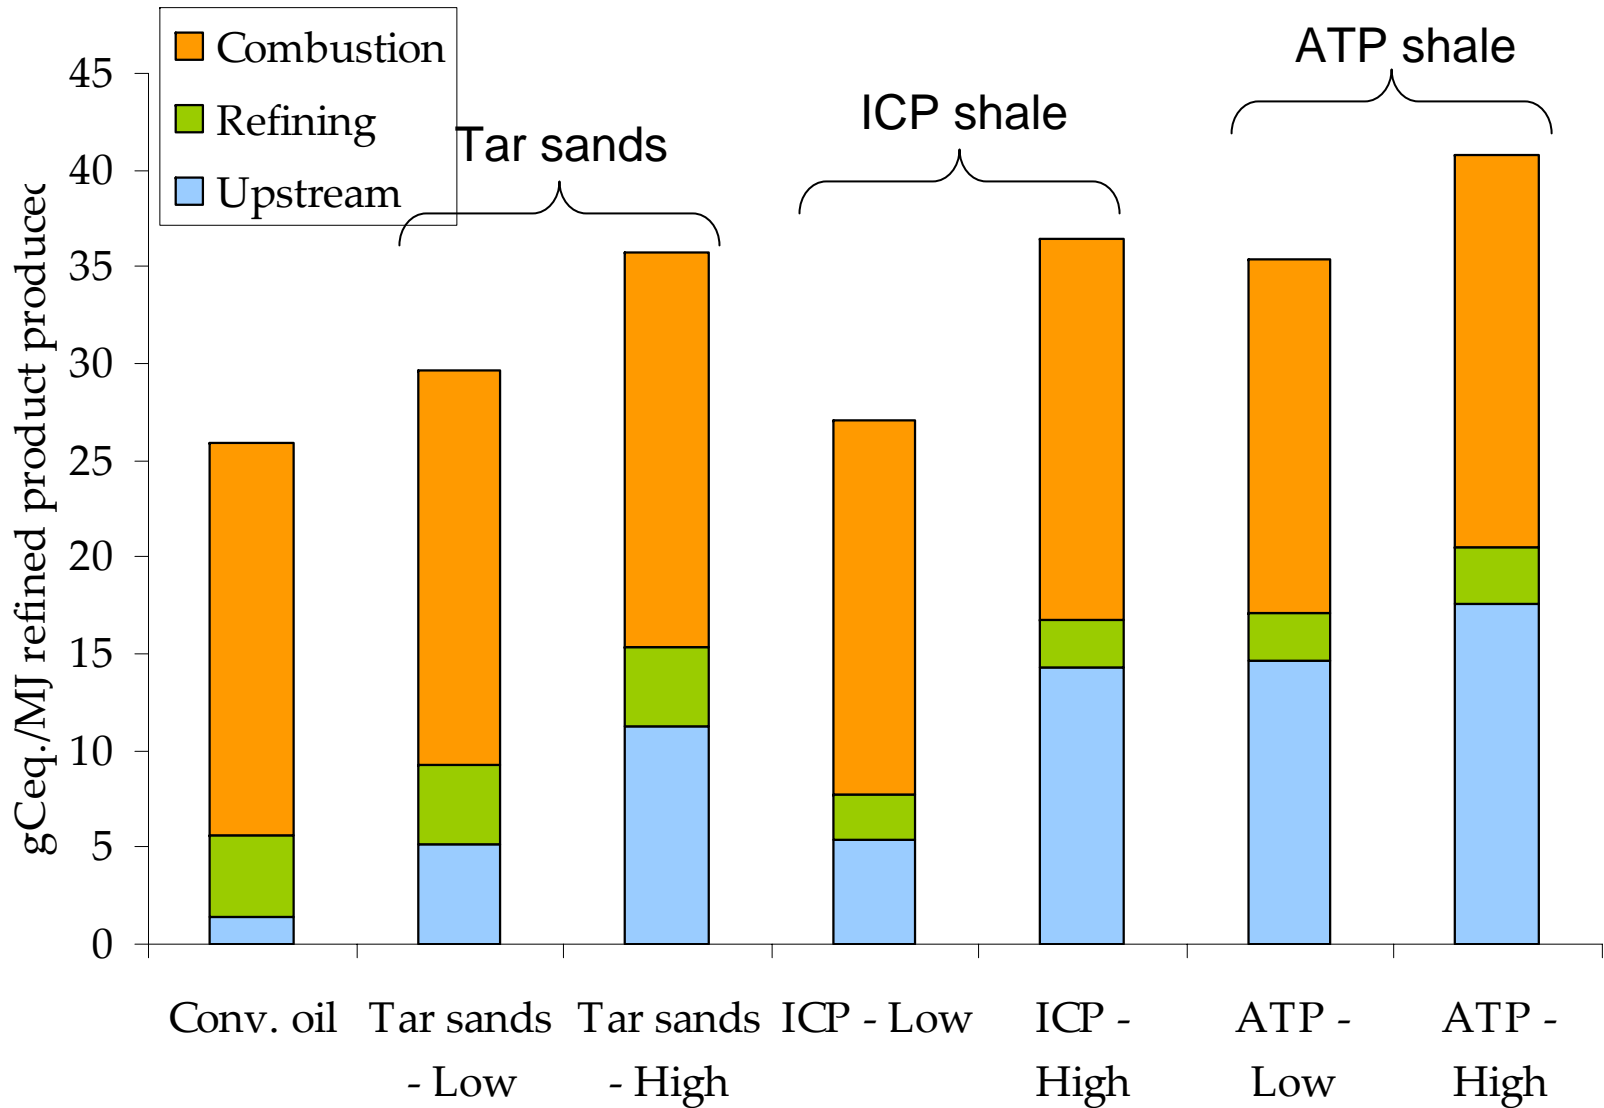 Combustion
Refining
Upstream
Tar sands
ICP shale
ATP shale
gCeq./MJ refined product produced
45
40
35
30
25
20
15
10
5
0
Conv. oil
Tar sands
- Low
Tar sands
- High
ICP - Low
ICP -
High
ATP -
Low
ATP -
High